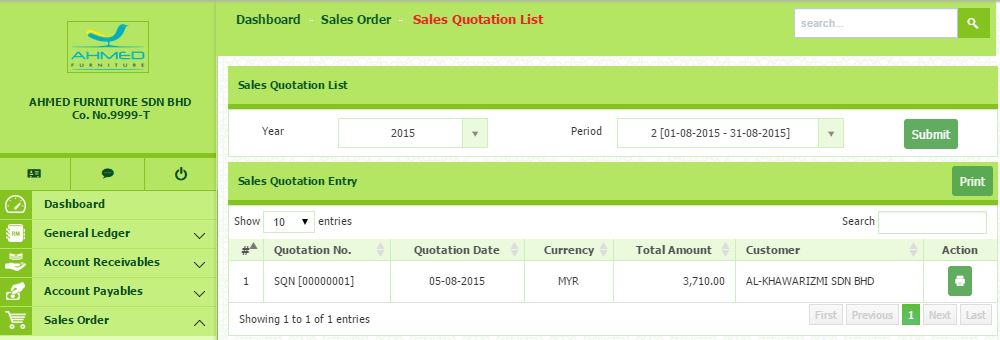 Dashboard - Sales Order - Sales Quotation List
search...
AHMED
FURNITURE
AHMED FURNITURE SDN BHD
Co. No.9999-T
Dashboard
RM
General Ledger
Account Receivables
Account Payables
Sales Order
Sales Quotation List
Year 2015 Period 2 [01-08-2015 - 31-08-2015] Submit
Sales Quotation Entry Print
Show 10 entries Search
# Quotation No. Quotation Date Currency Total Amount Customer Action
1 SQN [00000001] 05-08-2015 MYR 3,710.00 AL-KHAWARIZMI SDN BHD
Showing 1 to 1 of 1 entries First Previous 1 Next Last